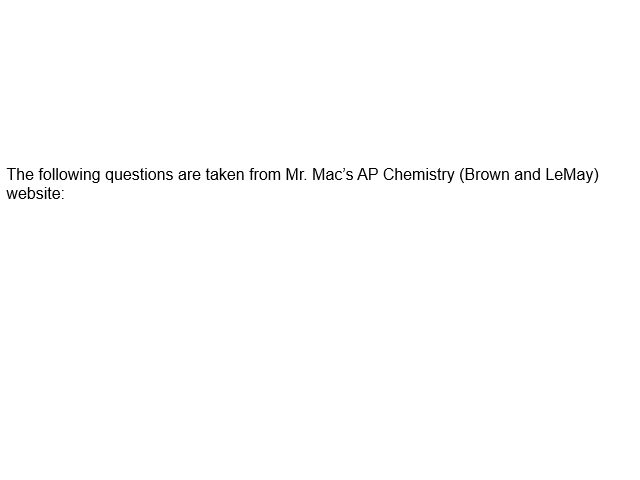 The following questions are taken from Mr. Mac’s AP Chemistry (Brown and LeMay)
website: